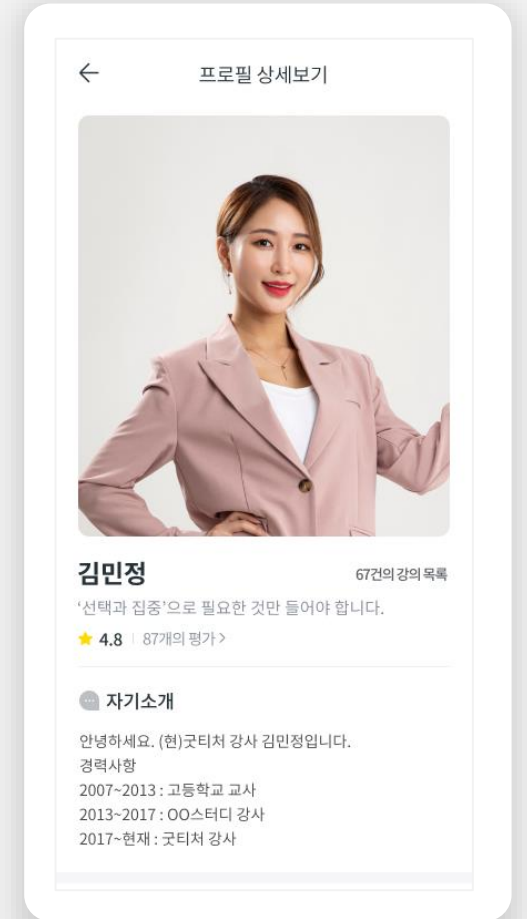 프로필 상세보기
김민정
67건의 강의 목록
‘선택과 집중’으로 필요한 것만 들어야 합니다.
4.8
87개의 평가 >
자기소개
안녕하세요. (현)굿티처 강사 김민정입니다.
경력사항
2007~2013 : 고등학교 교사
2013~2017 : OO스터디 강사
2017~현재 : 굿티처 강사